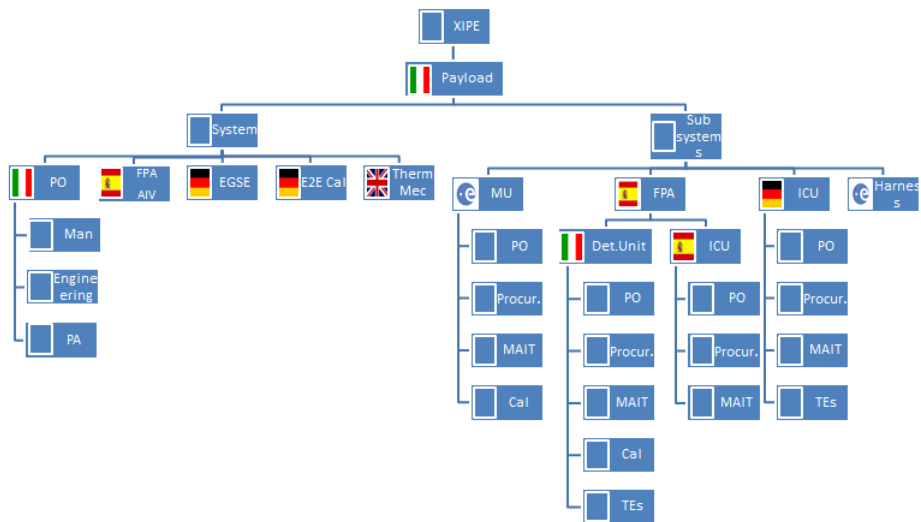 XIPE
Payload
System
Sub
system
s
PO
FPA
AIV
EGSE
E2E Cal
Therm
Mec
MU
FPA
ICU
Harnes
s
Man
Engine
ering
PA
PO
Procur.
MAIT
Cal
Det.Unit
ICU
PO
Procur.
MAIT
Cal
TEs
PO
Procur.
MAIT
PO
Procur.
MAIT
TEs